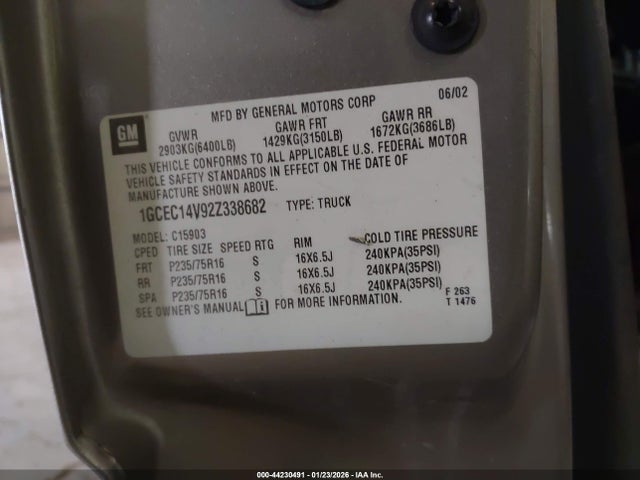 MFD BY GENERAL MOTORS CORP 06/02
GM
GVWR GAWR FRT GAWR RR
2903KG(6400LB) 1429KG(3150LB) 1672KG(3686LB)
THIS VEHICLE CONFORMS TO ALL APPLICABLE U.S. FEDERAL MOTOR
VEHICLE SAFETY STANDARDS IN EFFECT ON THE DATE OF
MANUFACTURE SHOWN ABOVE.
1GCEC14V92Z338682 TYPE: TRUCK
MODEL: C15903
CPED TIRE SIZE SPEED RTG RIM COLD TIRE PRESSURE
FRT P235/75R16 S 16X6.5J 240KPA(35PSI)
RR P235/75R16 S 16X6.5J 240KPA(35PSI)
SPA P235/75R16 S 16X6.5J 240KPA(35PSI)
SEE OWNER'S MANUAL i FOR MORE INFORMATION.
F 263
T 1476
000-44230491 - 01/23/2026 - IAA Inc.